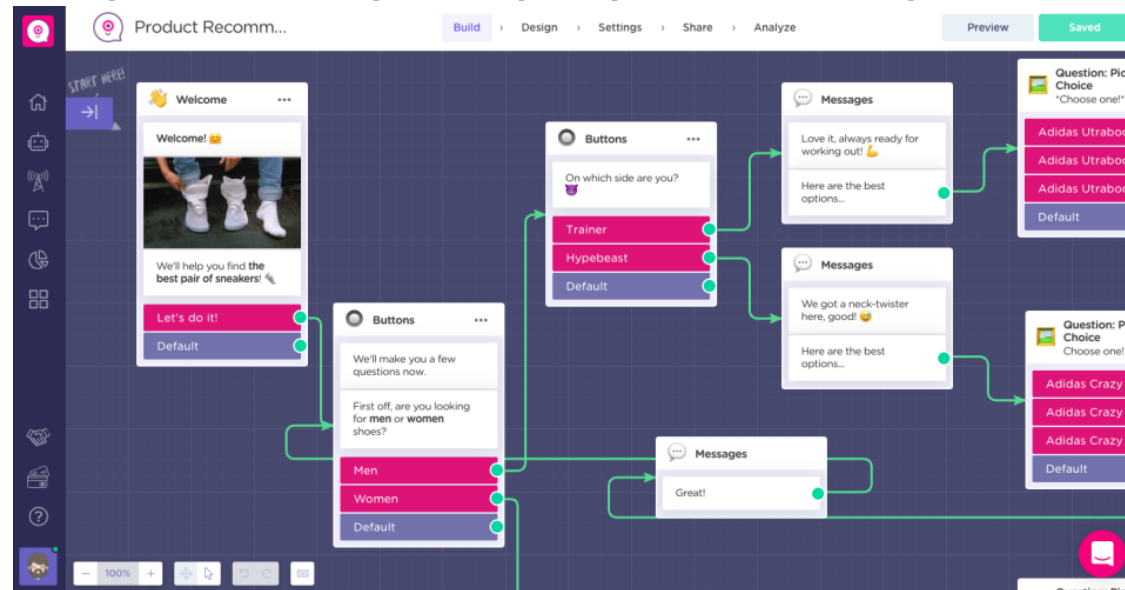 Product Recomm...
Build
Design
Settings
Share
Analyze
Preview
Saved
START HERE!
Welcome
Welcome! 🤗
We'll help you find the
best pair of sneakers! 👟
Let's do it!
Default
Buttons
We'll make you a few
questions now.
First off, are you looking
for men or women
shoes?
Men
Women
Default
Buttons
On which side are you?
😈
Trainer
Hypebeast
Default
Messages
Love it, always ready for
working out! 💪
Here are the best
options...
Messages
We got a neck-twister
here, good! 😅
Here are the best
options...
Messages
Great!
Question: Pic
Choice
*Choose one!*
Adidas Utraboo
Adidas Utraboo
Adidas Utraboo
Default
Question: P
Choice
Choose one!
Adidas Crazy
Adidas Crazy
Adidas Crazy
Default
100%